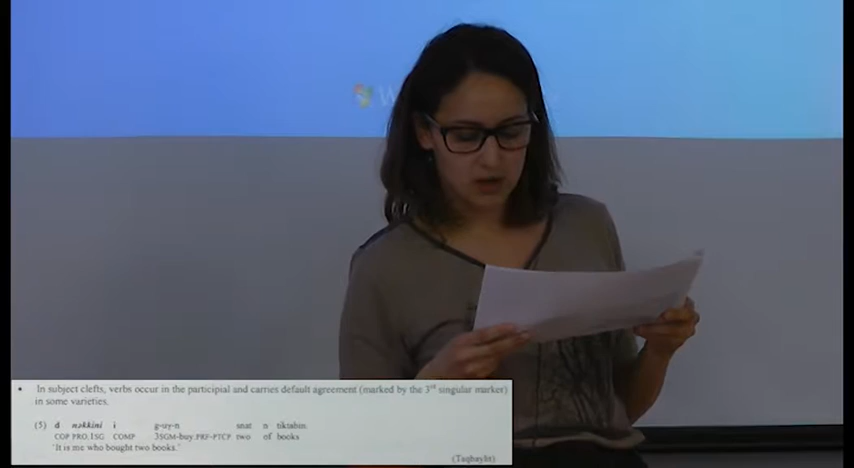 • In subject clefts, verbs occur in the participial and carries default agreement (marked by the 3rd singular marker)
in some varieties.
(5) d nəkkini i g-uɣ-n snat n tiktabin
COP PRO.1SG COMP 3SGM-buy.PRF-PTCP two of books
'It is me who bought two books.'
(Taqbaylit)
W